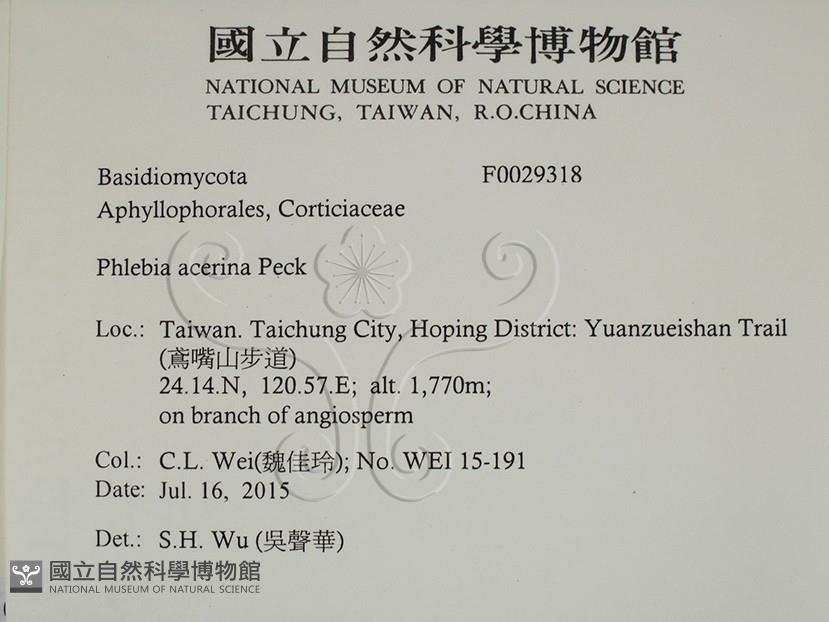 國立自然科學博物館
NATIONAL MUSEUM OF NATURAL SCIENCE
TAICHUNG, TAIWAN, R.O.CHINA
Basidiomycota F0029318
Aphyllophorales, Corticiaceae
Phlebia acerina Peck
Loc.: Taiwan. Taichung City, Hoping District: Yuanzueishan Trail
(鳶嘴山步道)
24.14.N, 120.57.E; alt. 1,770m;
on branch of angiosperm
Col.: C.L. Wei(魏佳玲); No. WEI 15-191
Date: Jul. 16, 2015
Det.: S.H. Wu (吳聲華)
國立自然科學博物館
NATIONAL MUSEUM OF NATURAL SCIENCE